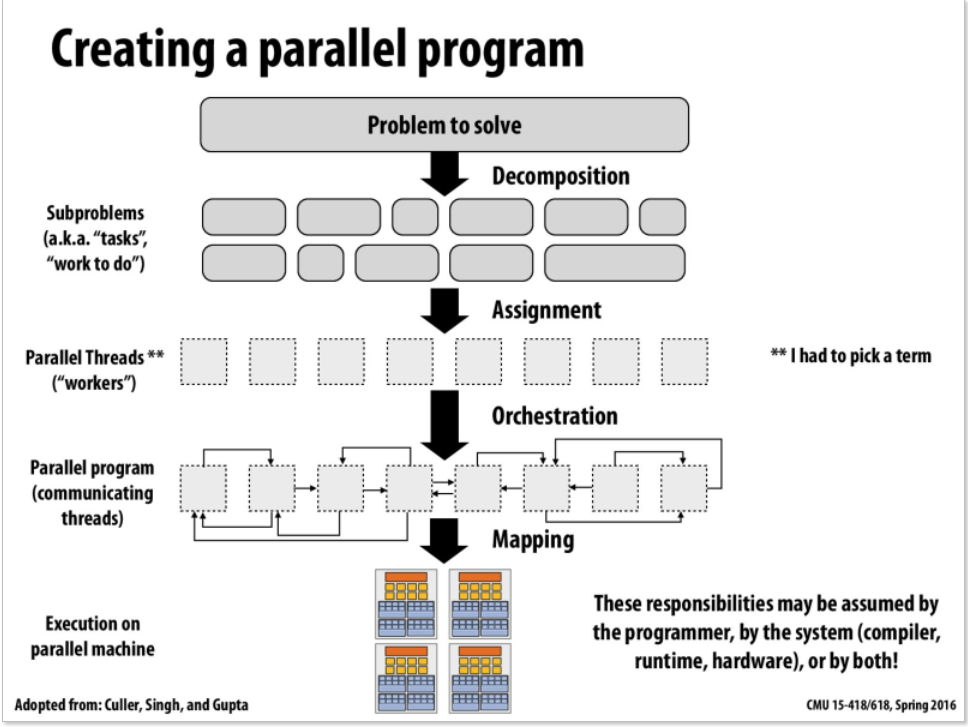 Creating a parallel program
Problem to solve
Decomposition
Subproblems
(a.k.a. “tasks”,
“work to do”)
Assignment
Parallel Threads **
(“workers”)
** I had to pick a term
Orchestration
Parallel program
(communicating
threads)
Mapping
Execution on
parallel machine
These responsibilities may be assumed by
the programmer, by the system (compiler,
runtime, hardware), or by both!
Adopted from: Culler, Singh, and Gupta
CMU 15-418/618, Spring 2016